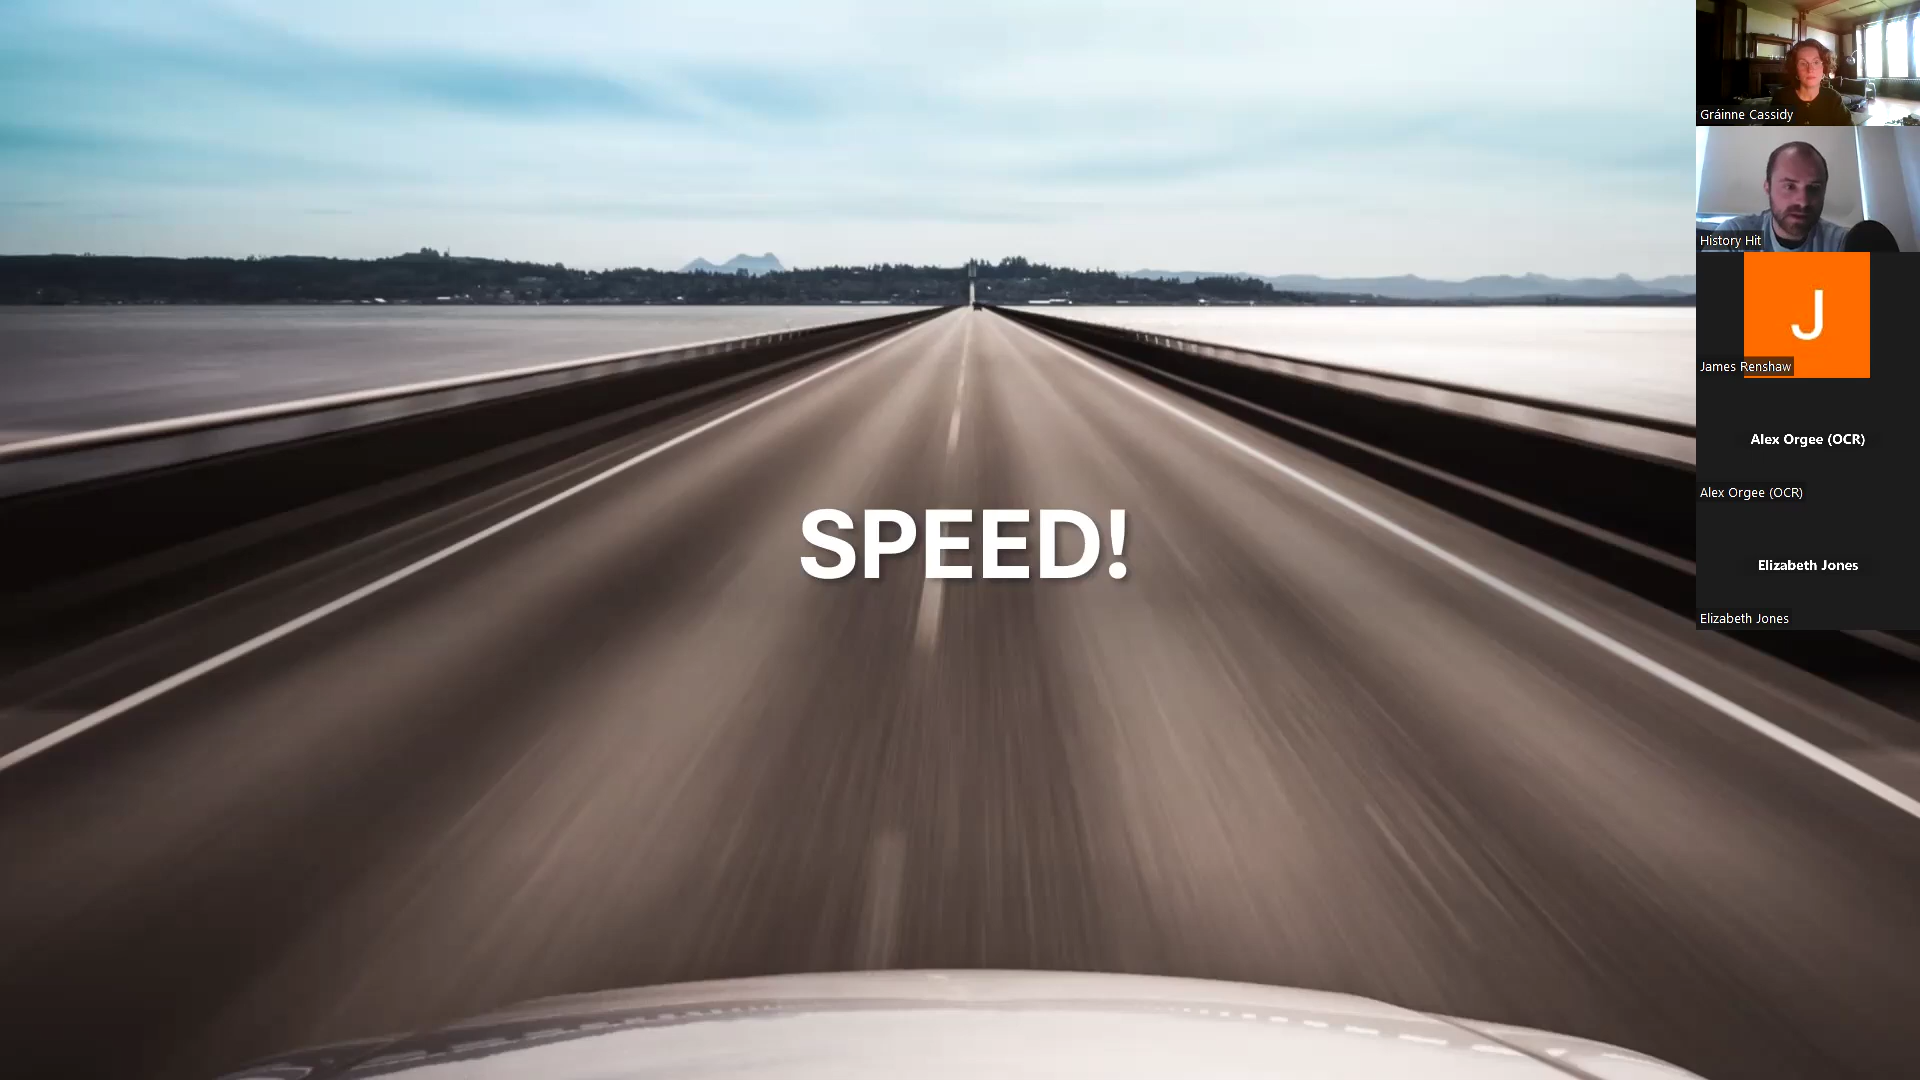 SPEED!
Gráinne Cassidy
History Hit
J
James Renshaw
Alex Orgee (OCR)
Alex Orgee (OCR)
Elizabeth Jones
Elizabeth Jones